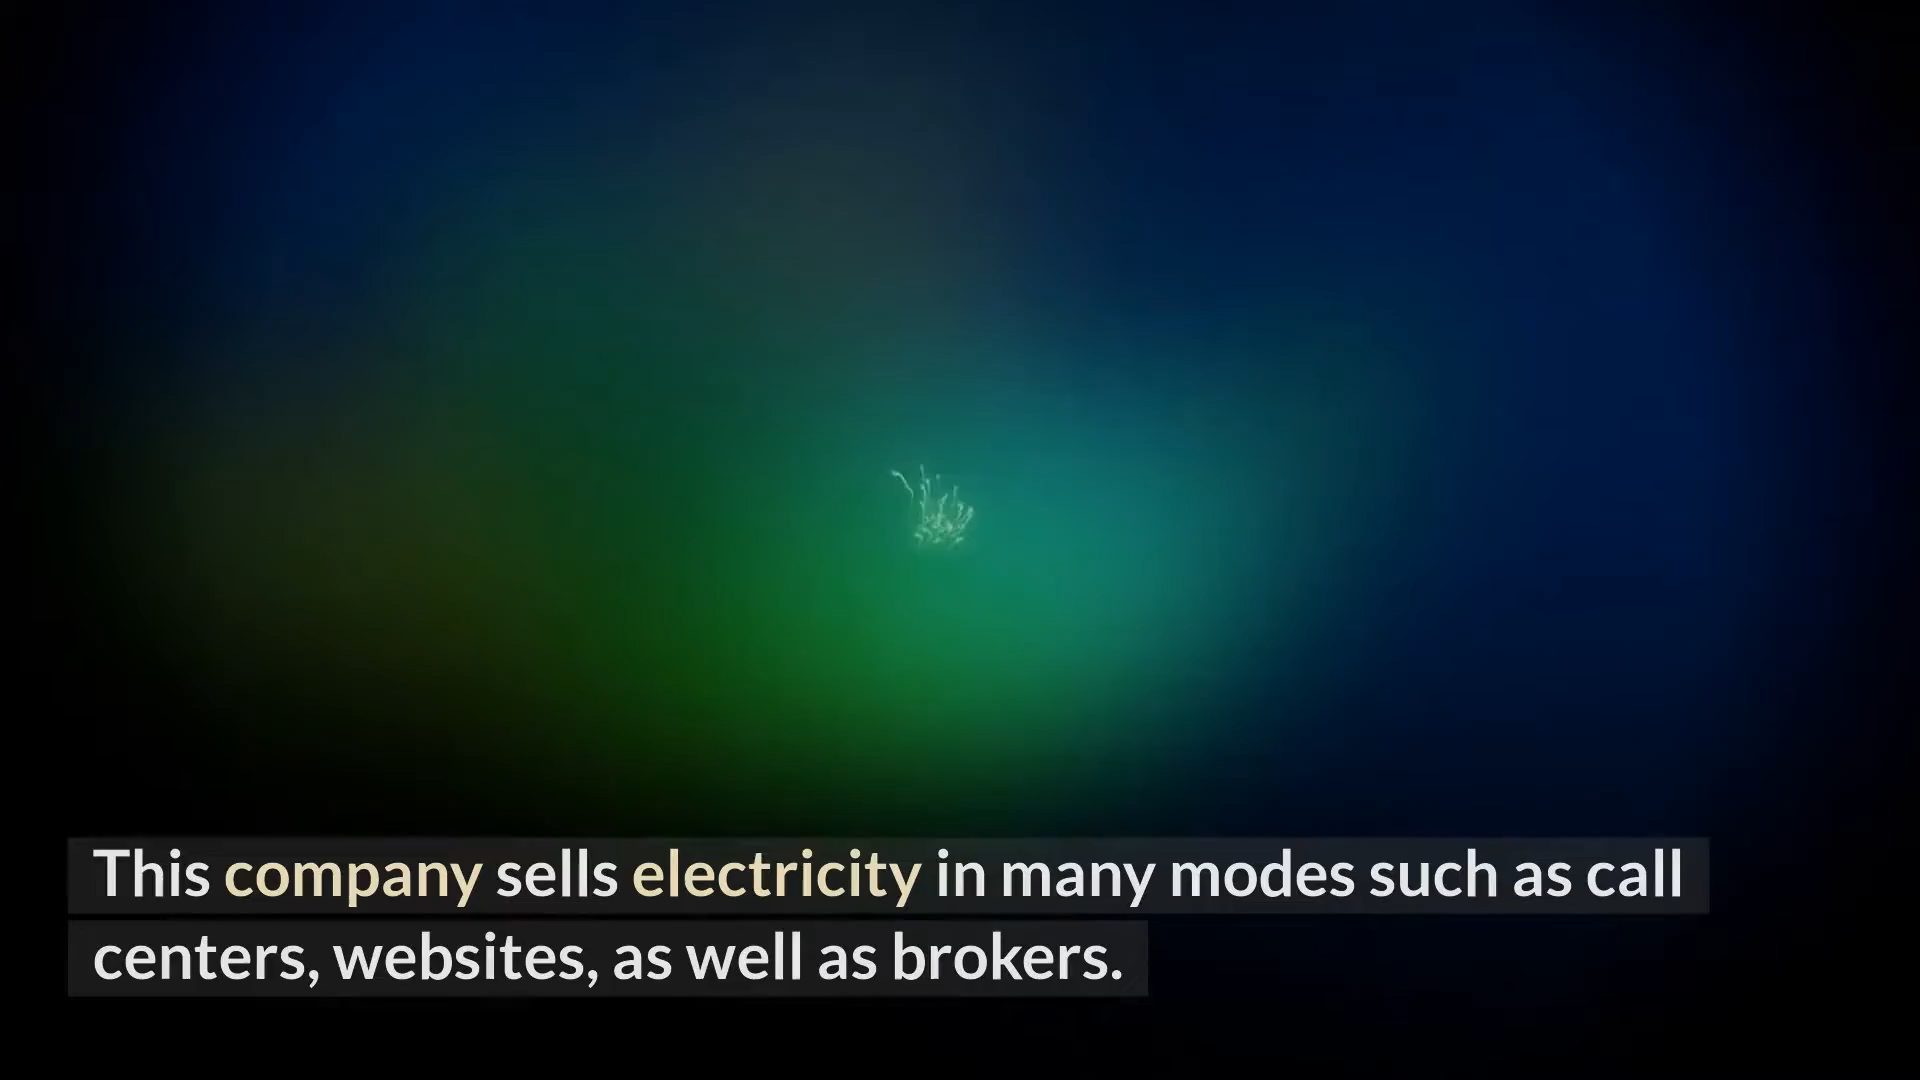 This company sells electricity in many modes such as call
centers, websites, as well as brokers.